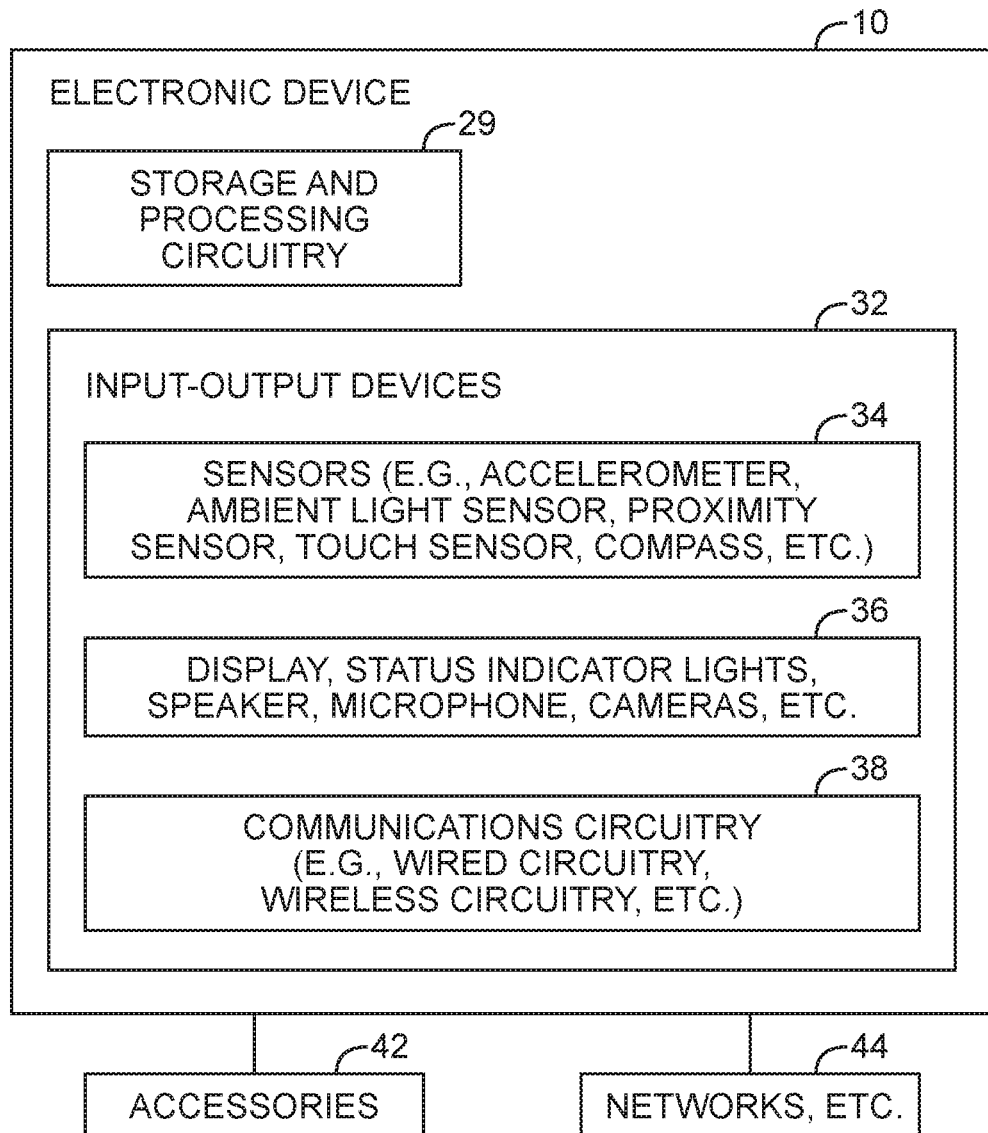 10
ELECTRONIC DEVICE
29
STORAGE AND
PROCESSING
CIRCUITRY
32
INPUT-OUTPUT DEVICES
34
SENSORS (E.G., ACCELEROMETER,
AMBIENT LIGHT SENSOR, PROXIMITY
SENSOR, TOUCH SENSOR, COMPASS, ETC.)
36
DISPLAY, STATUS INDICATOR LIGHTS,
SPEAKER, MICROPHONE, CAMERAS, ETC.
38
COMMUNICATIONS CIRCUITRY
(E.G., WIRED CIRCUITRY,
WIRELESS CIRCUITRY, ETC.)
42
ACCESSORIES
44
NETWORKS, ETC.